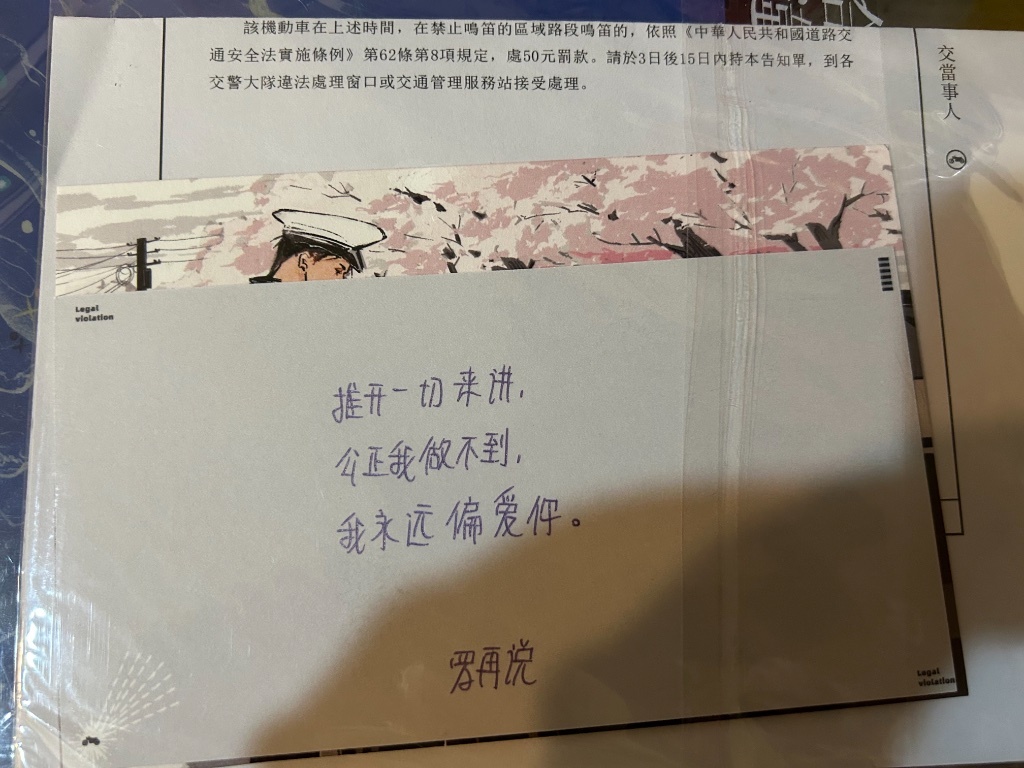 該機動車在上述時間，在禁止鳴笛的區域路段鳴笛的，依照《中華人民共和國道路交
通安全法實施條例》第62條第8項規定，處50元罰款。請於3日後15日內持本告知單，到各
交警大隊違法處理窗口或交通管理服務站接受處理。
交當事人
Legal
violation
推开一切来讲，
公正我做不到，
我永远偏爱你。
罗再说
Legal
violation